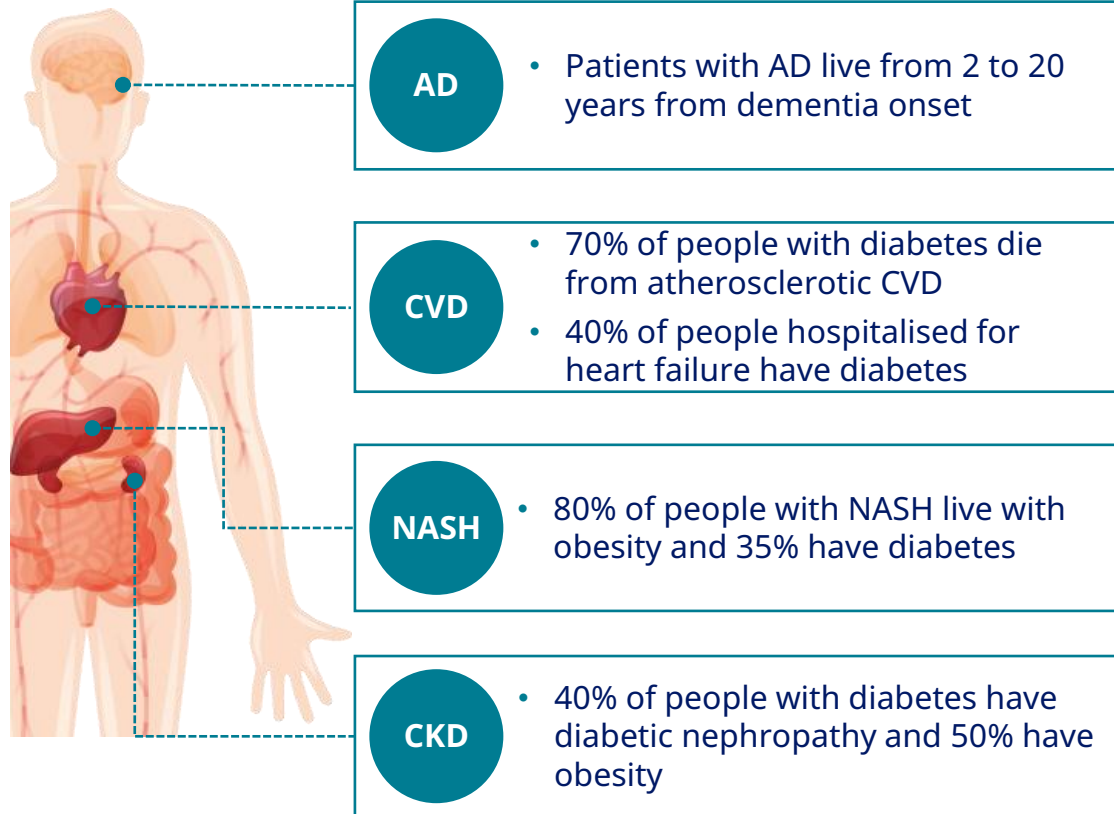 AD
• Patients with AD live from 2 to 20
years from dementia onset
CVD
• 70% of people with diabetes die
from atherosclerotic CVD
• 40% of people hospitalised for
heart failure have diabetes
NASH
• 80% of people with NASH live with
obesity and 35% have diabetes
CKD
• 40% of people with diabetes have
diabetic nephropathy and 50% have
obesity